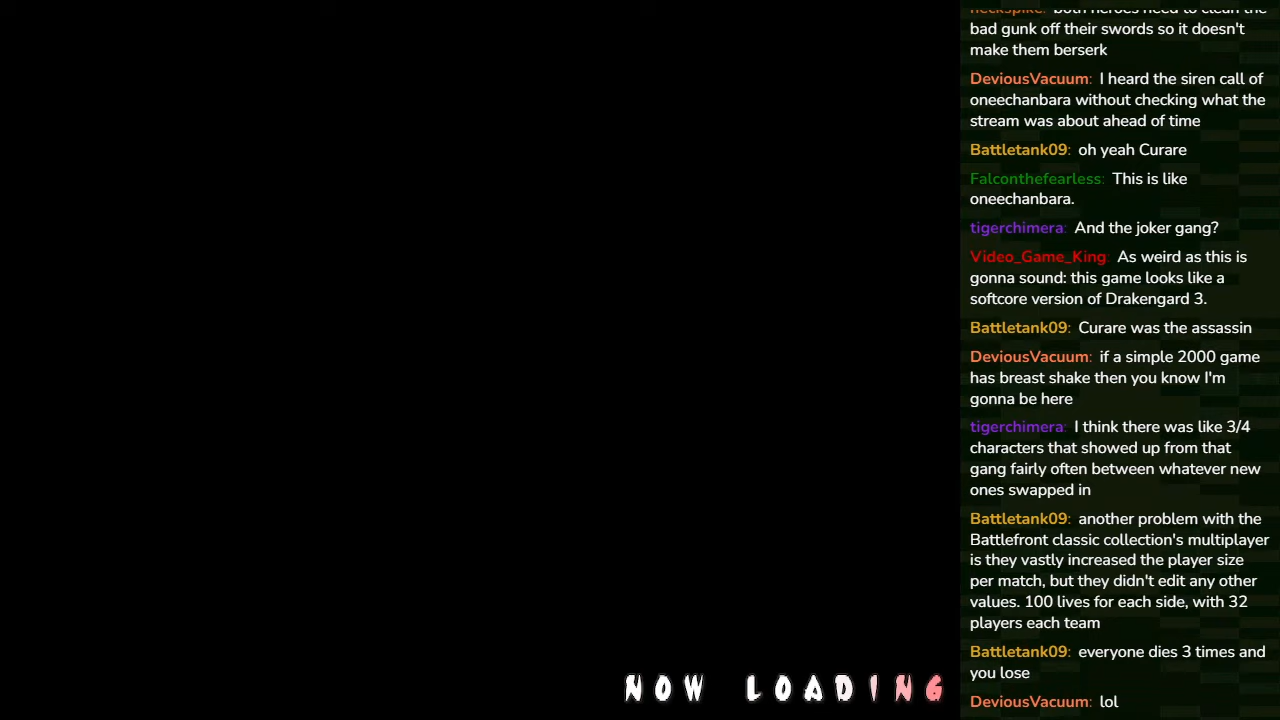 neckspike: both heroes need to clean the
bad gunk off their swords so it doesn't
make them berserk
DeviousVacuum: I heard the siren call of
oneechanbara without checking what the
stream was about ahead of time
Battletank09: oh yeah Curare
Falconthefearless: This is like
oneechanbara.
tigerchimera: And the joker gang?
Video_Game_King: As weird as this is
gonna sound: this game looks like a
softcore version of Drakengard 3.
Battletank09: Curare was the assassin
DeviousVacuum: if a simple 2000 game
has breast shake then you know I'm
gonna be here
tigerchimera: I think there was like 3/4
characters that showed up from that
gang fairly often between whatever new
ones swapped in
Battletank09: another problem with the
Battlefront classic collection's multiplayer
is they vastly increased the player size
per match, but they didn't edit any other
values. 100 lives for each side, with 32
players each team
Battletank09: everyone dies 3 times and
you lose
DeviousVacuum: lol
NOW LOADING